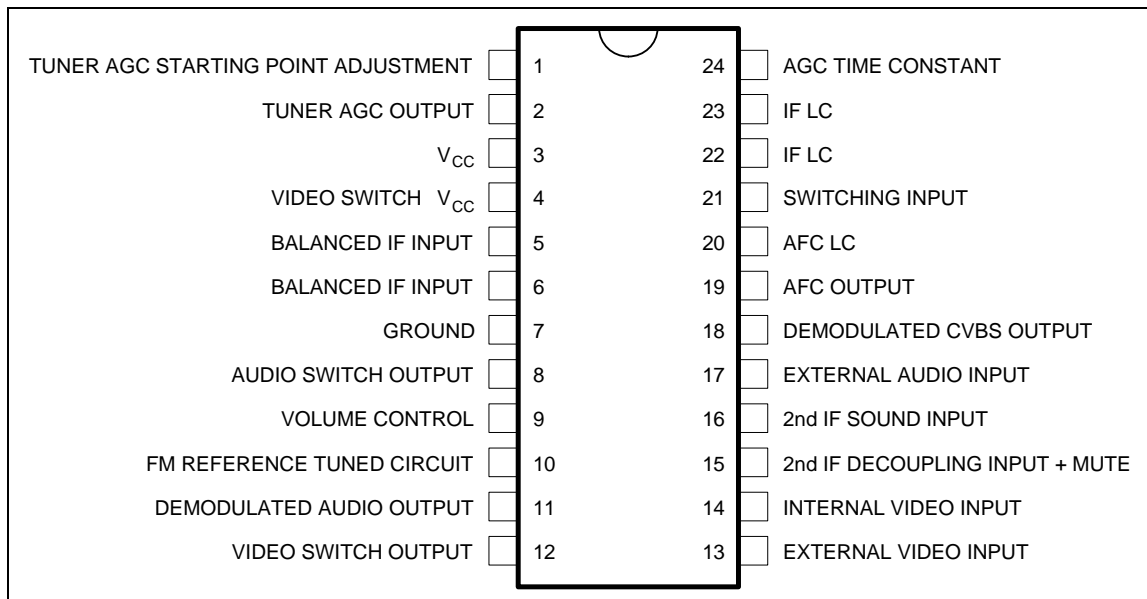 TUNER AGC STARTING POINT ADJUSTMENT 1 24 AGC TIME CONSTANT
TUNER AGC OUTPUT 2 23 IF LC
VCC 3 22 IF LC
VIDEO SWITCH VCC 4 21 SWITCHING INPUT
BALANCED IF INPUT 5 20 AFC LC
BALANCED IF INPUT 6 19 AFC OUTPUT
GROUND 7 18 DEMODULATED CVBS OUTPUT
AUDIO SWITCH OUTPUT 8 17 EXTERNAL AUDIO INPUT
VOLUME CONTROL 9 16 2nd IF SOUND INPUT
FM REFERENCE TUNED CIRCUIT 10 15 2nd IF DECOUPLING INPUT + MUTE
DEMODULATED AUDIO OUTPUT 11 14 INTERNAL VIDEO INPUT
VIDEO SWITCH OUTPUT 12 13 EXTERNAL VIDEO INPUT